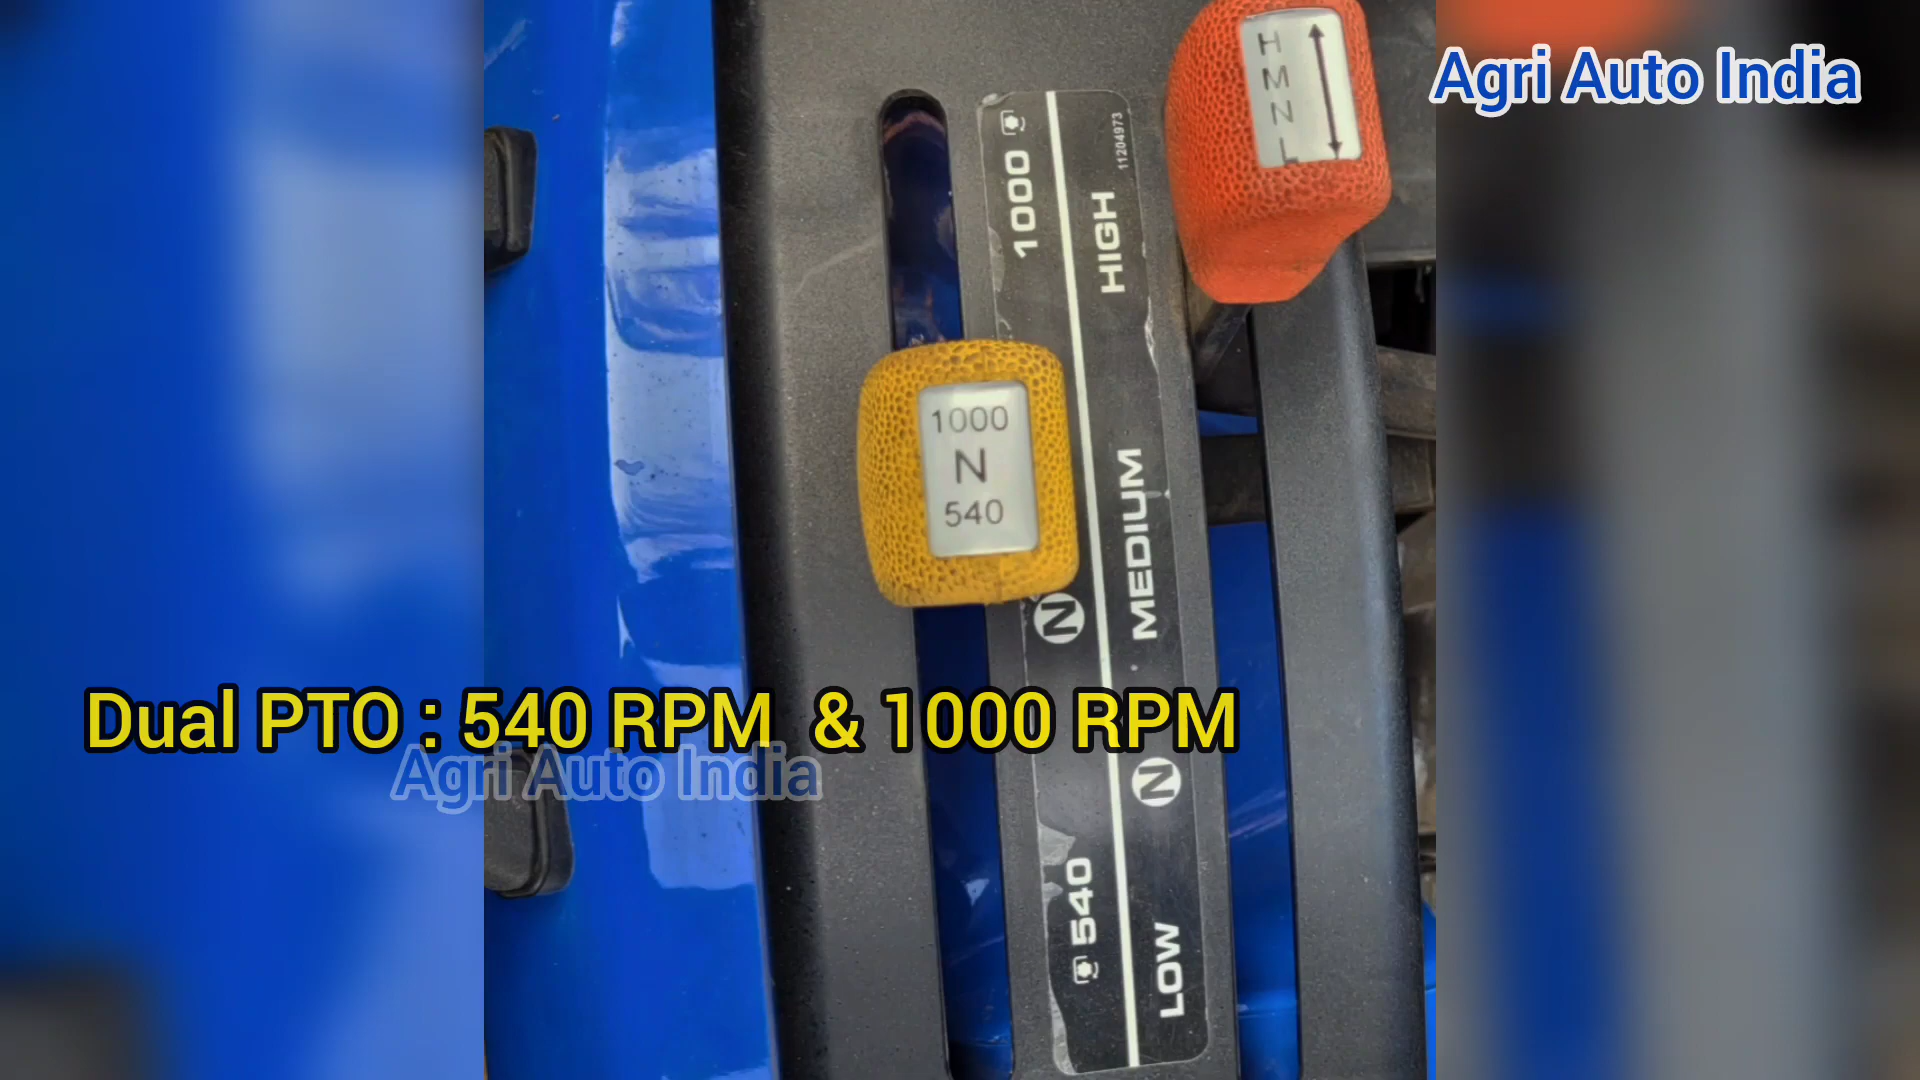 Agri Auto India
H
M
N
L
1000
HIGH
11204973
1000
N
540
N
MEDIUM
Dual PTO : 540 RPM & 1000 RPM
Agri Auto India
N
540
LOW